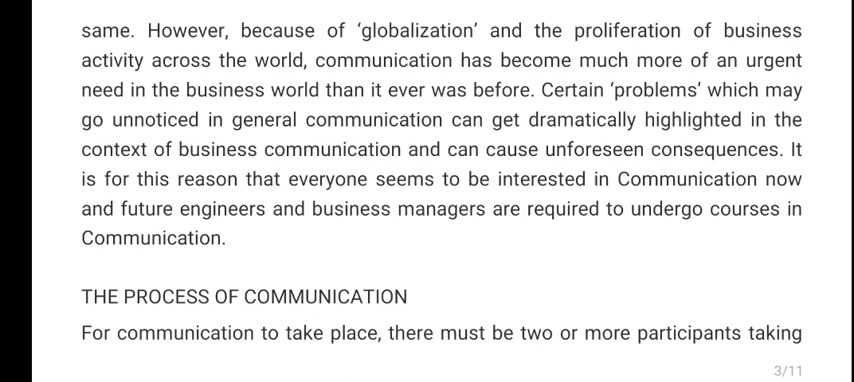 same. However, because of ‘globalization’ and the proliferation of business
activity across the world, communication has become much more of an urgent
need in the business world than it ever was before. Certain ‘problems’ which may
go unnoticed in general communication can get dramatically highlighted in the
context of business communication and can cause unforeseen consequences. It
is for this reason that everyone seems to be interested in Communication now
and future engineers and business managers are required to undergo courses in
Communication.
THE PROCESS OF COMMUNICATION
For communication to take place, there must be two or more participants taking
3/11